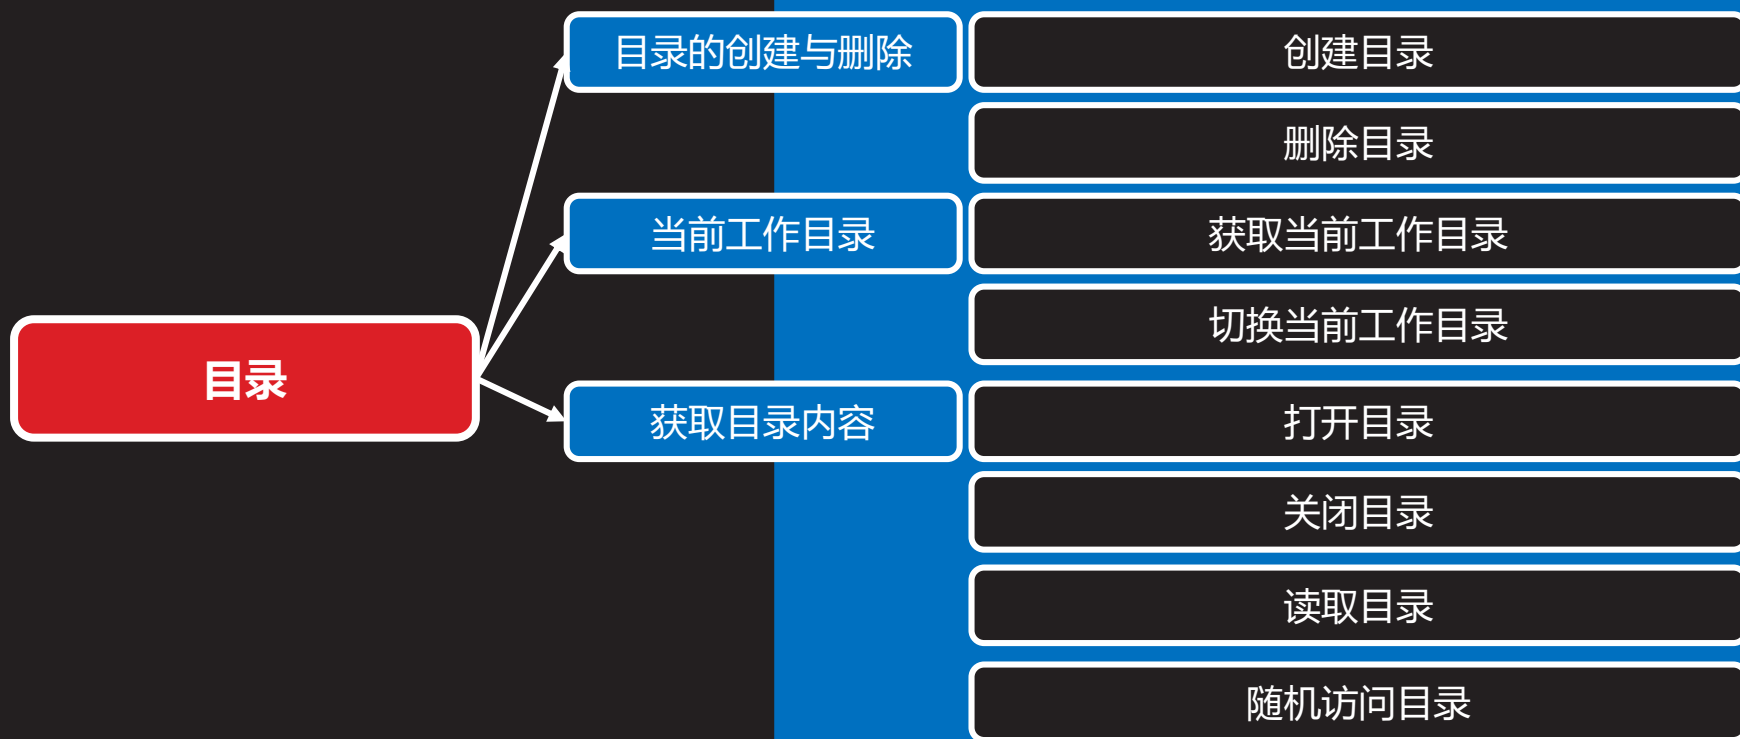 目录的创建与删除
创建目录
删除目录
当前工作目录
获取当前工作目录
切换当前工作目录
目录
获取目录内容
打开目录
关闭目录
读取目录
随机访问目录